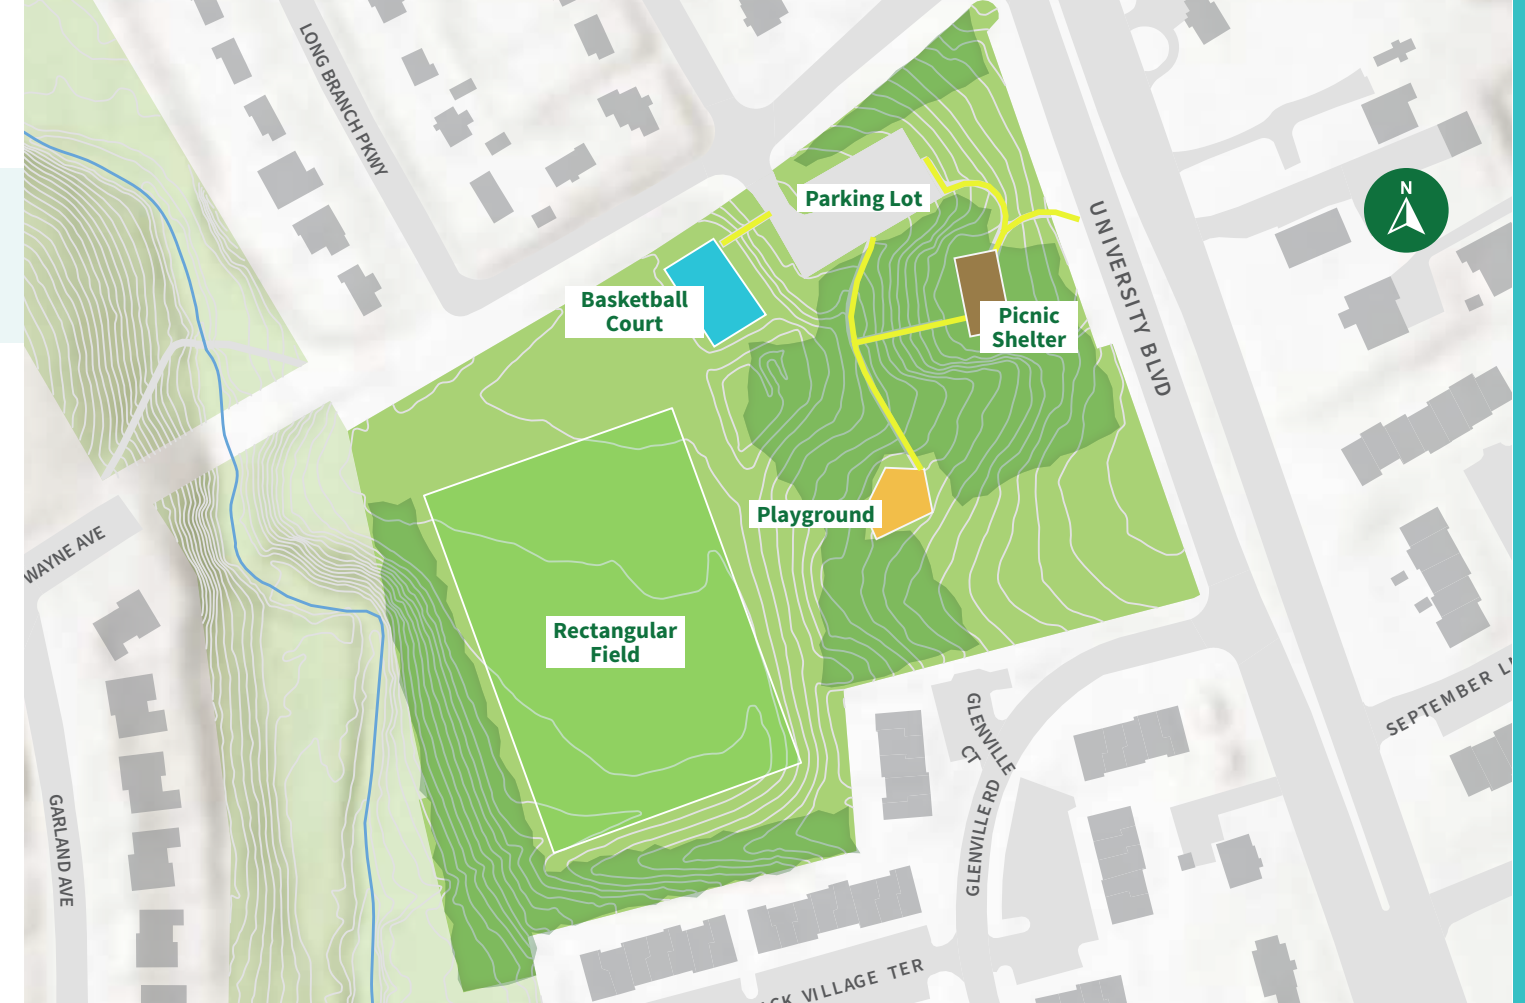 LONG BRANCH PKWY
N
Parking Lot
UNIVERSITY BLVD
Basketball
Court
Picnic
Shelter
Playground
WAYNE AVE
Rectangular
Field
SEPTEMBER
GLENVILLE
CT
GLENVILLE RD
GARLAND AVE
VILLAGE TER